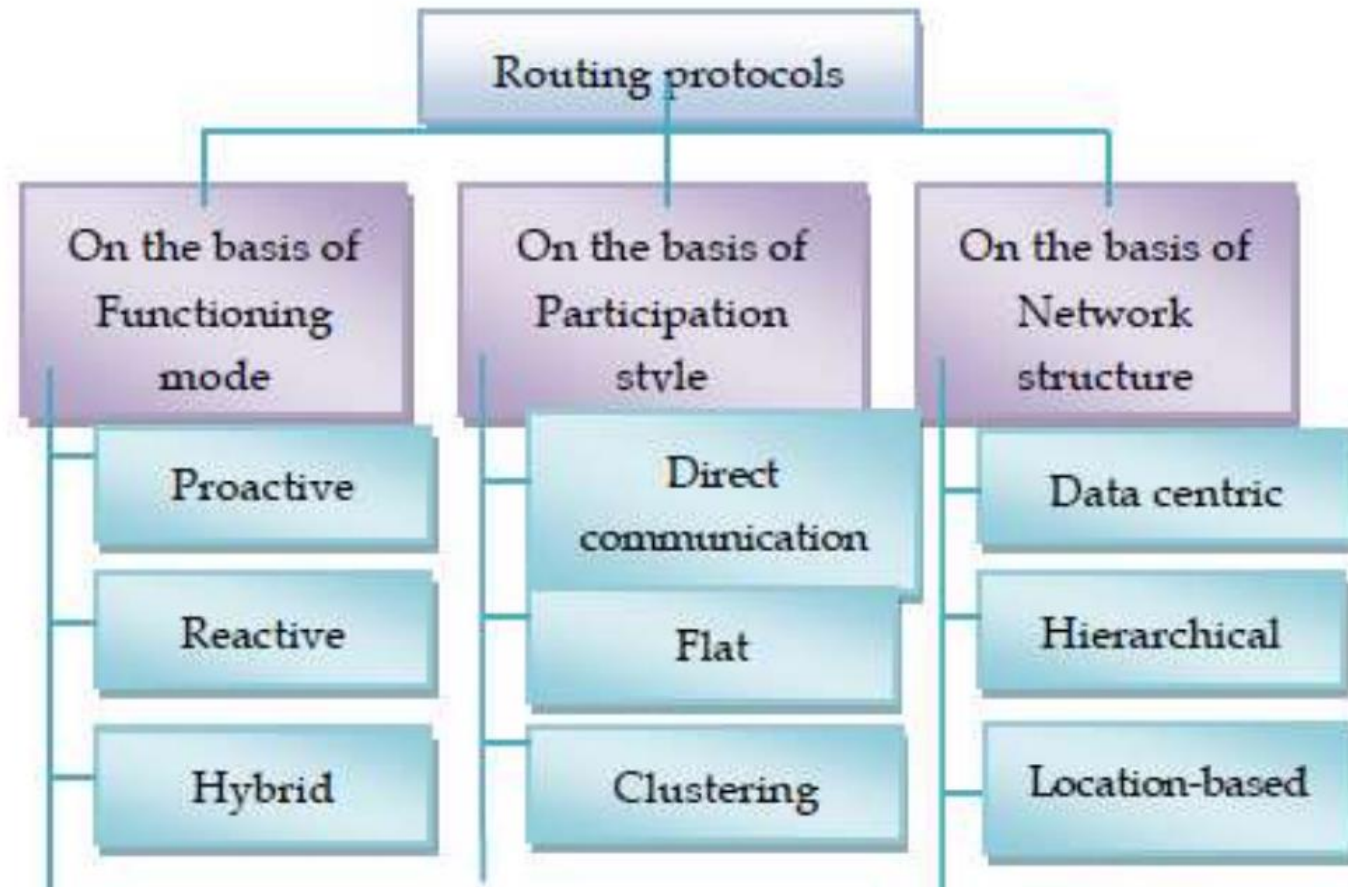 Routing protocols
On the basis of
Functioning
mode
Proactive
Reactive
Hybrid
On the basis of
Participation
style
Direct
communication
Flat
Clustering
On the basis of
Network
structure
Data centric
Hierarchical
Location-based